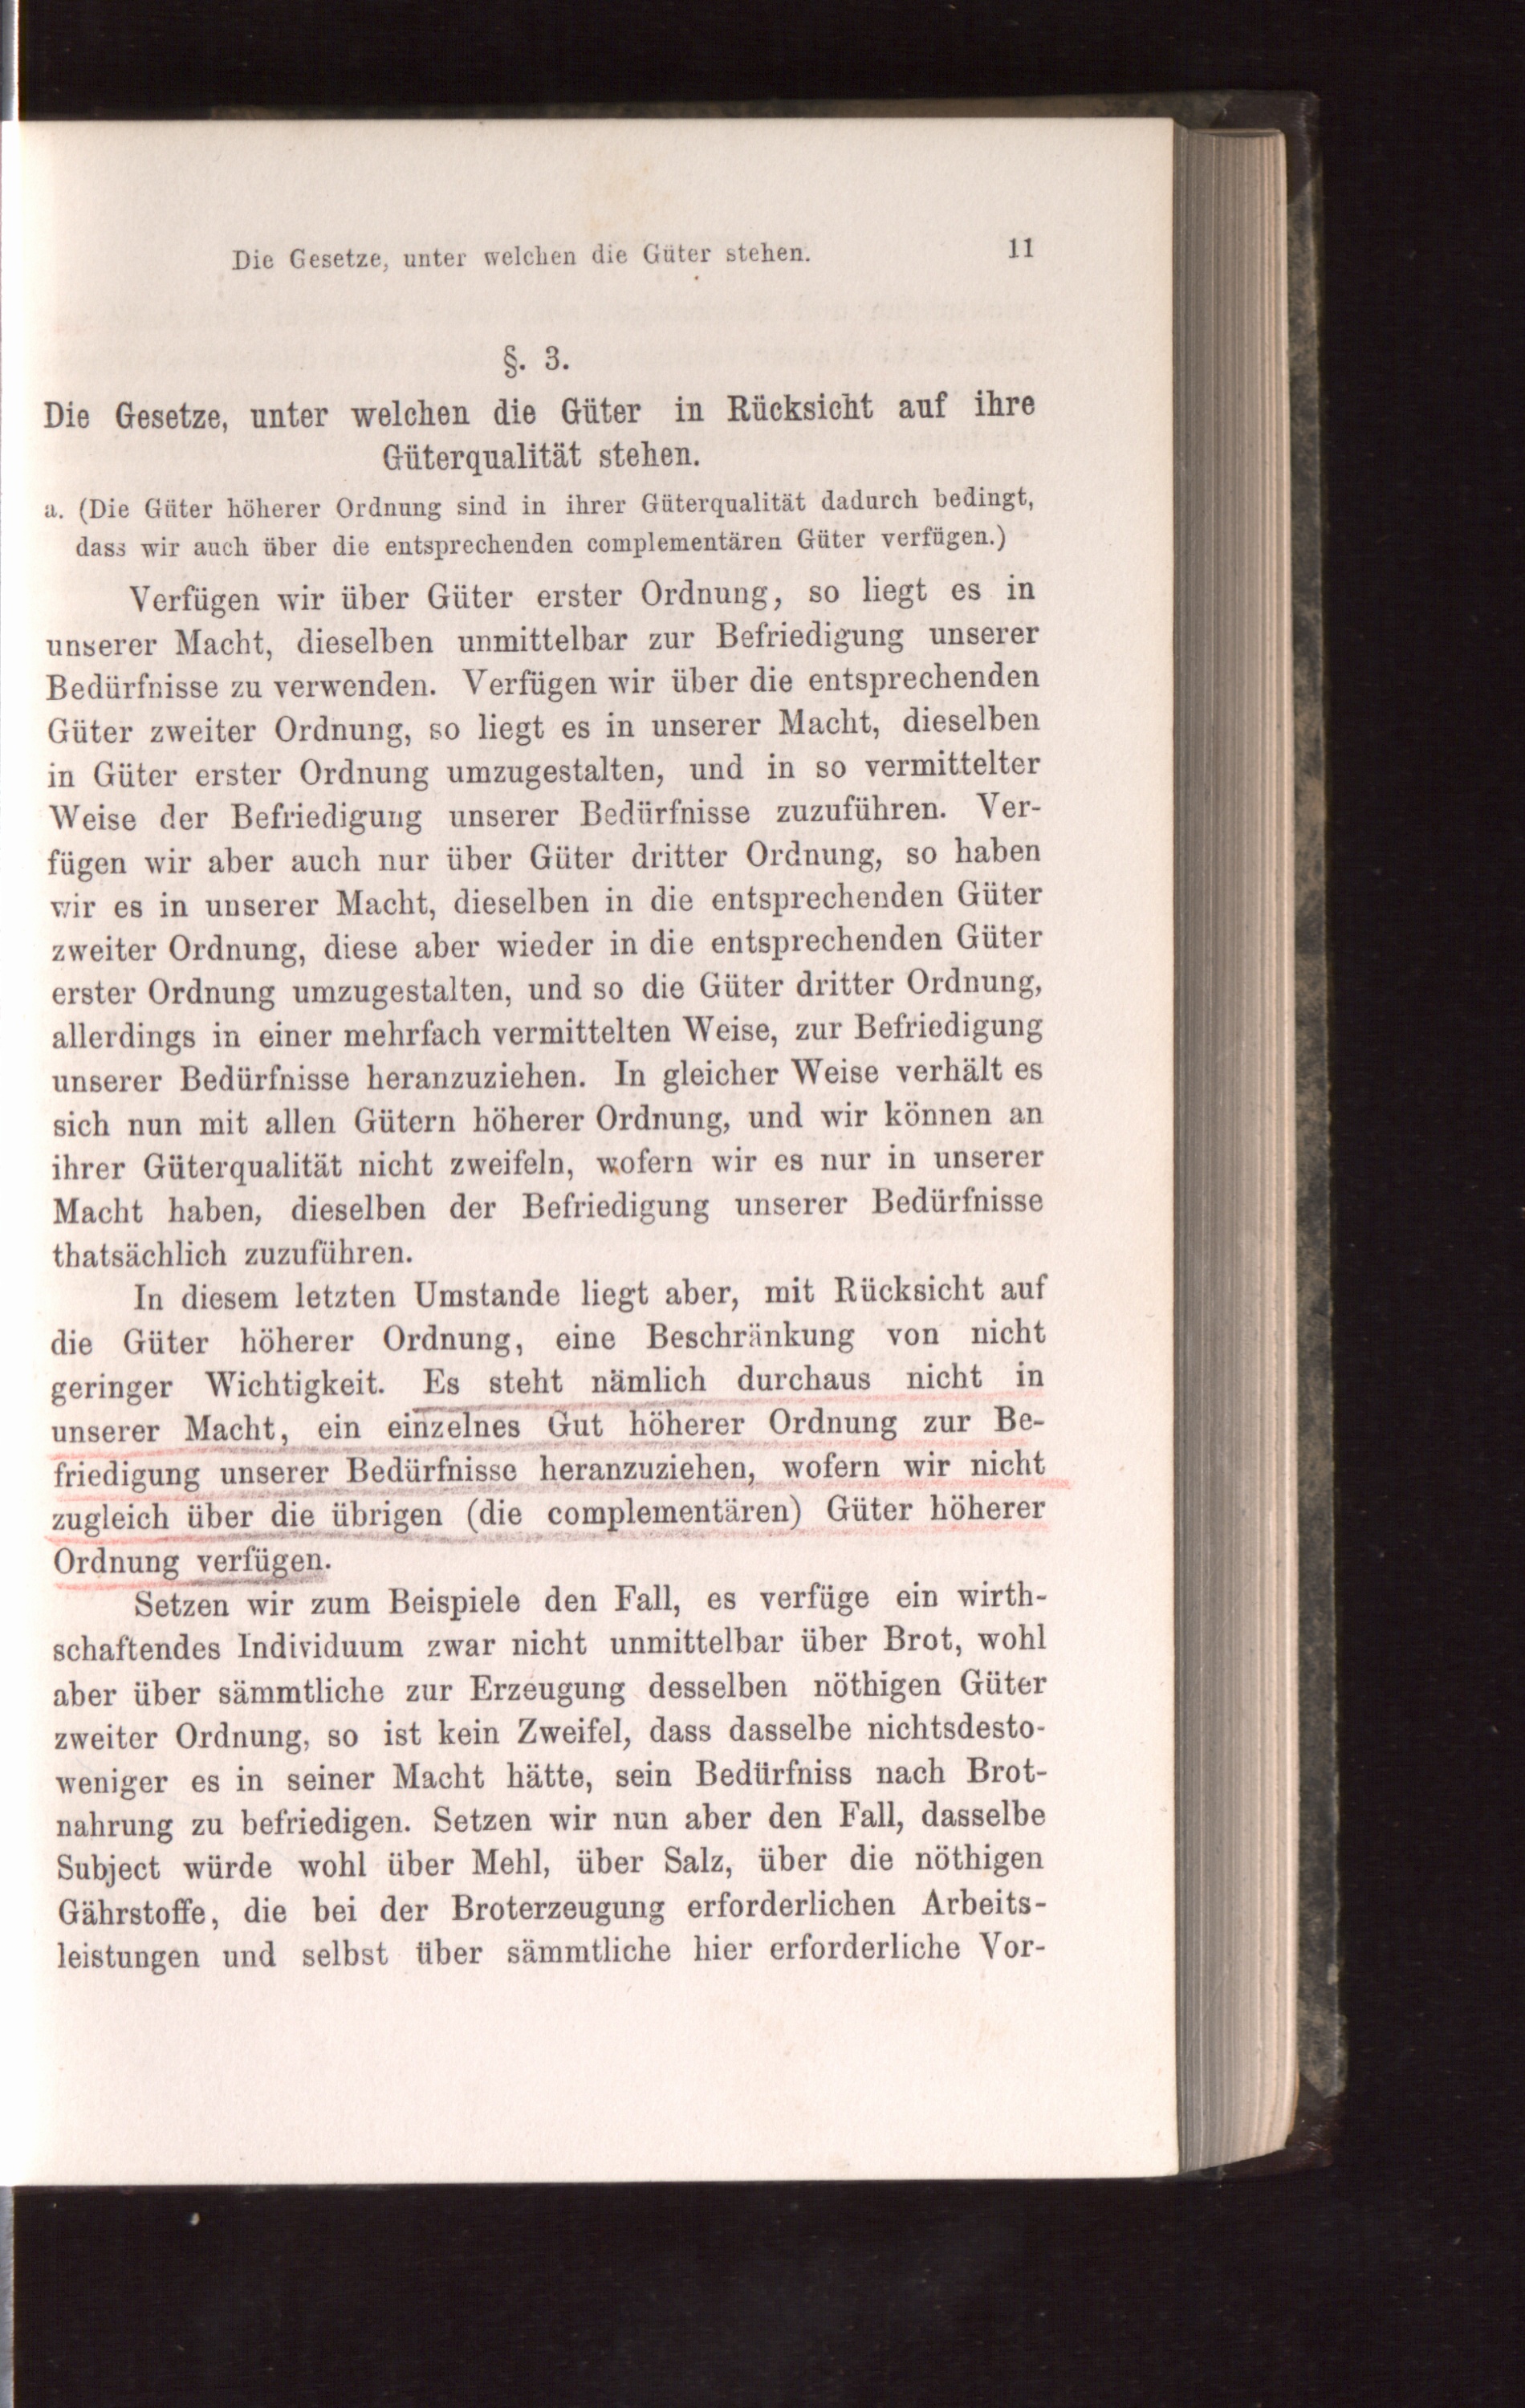 Die Gesetze, unter welchen die Güter stehen. 11
§. 3.
Die Gesetze, unter welchen die Güter in Rücksicht auf ihre
Güterqualität stehen.
a. (Die Güter höherer Ordnung sind in ihrer Güterqualität dadurch bedingt,
dass wir auch über die entsprechenden complementären Güter verfügen.)
Verfügen wir über Güter erster Ordnung, so liegt es in
unserer Macht, dieselben unmittelbar zur Befriedigung unserer
Bedürfnisse zu verwenden. Verfügen wir über die entsprechenden
Güter zweiter Ordnung, so liegt es in unserer Macht, dieselben
in Güter erster Ordnung umzugestalten, und in so vermittelter
Weise der Befriedigung unserer Bedürfnisse zuzuführen. Ver-
fügen wir aber auch nur über Güter dritter Ordnung, so haben
wir es in unserer Macht, dieselben in die entsprechenden Güter
zweiter Ordnung, diese aber wieder in die entsprechenden Güter
erster Ordnung umzugestalten, und so die Güter dritter Ordnung,
allerdings in einer mehrfach vermittelten Weise, zur Befriedigung
unserer Bedürfnisse heranzuziehen. In gleicher Weise verhält es
sich nun mit allen Gütern höherer Ordnung, und wir können an
ihrer Güterqualität nicht zweifeln, wofern wir es nur in unserer
Macht haben, dieselben der Befriedigung unserer Bedürfnisse
thatsächlich zuzuführen.
In diesem letzten Umstande liegt aber, mit Rücksicht auf
die Güter höherer Ordnung, eine Beschränkung von nicht
geringer Wichtigkeit. Es steht nämlich durchaus nicht in
unserer Macht, ein einzelnes Gut höherer Ordnung zur Be-
friedigung unserer Bedürfnisse heranzuziehen, wofern wir nicht
zugleich über die übrigen (die complementären) Güter höherer
Ordnung verfügen.
Setzen wir zum Beispiele den Fall, es verfüge ein wirth-
schaftendes Individuum zwar nicht unmittelbar über Brot, wohl
aber über sämmtliche zur Erzeugung desselben nöthigen Güter
zweiter Ordnung, so ist kein Zweifel, dass dasselbe nichtsdesto-
weniger es in seiner Macht hätte, sein Bedürfniss nach Brot-
nahrung zu befriedigen. Setzen wir nun aber den Fall, dasselbe
Subject würde wohl über Mehl, über Salz, über die nöthigen
Gährstoffe, die bei der Broterzeugung erforderlichen Arbeits-
leistungen und selbst über sämmtliche hier erforderliche Vor-